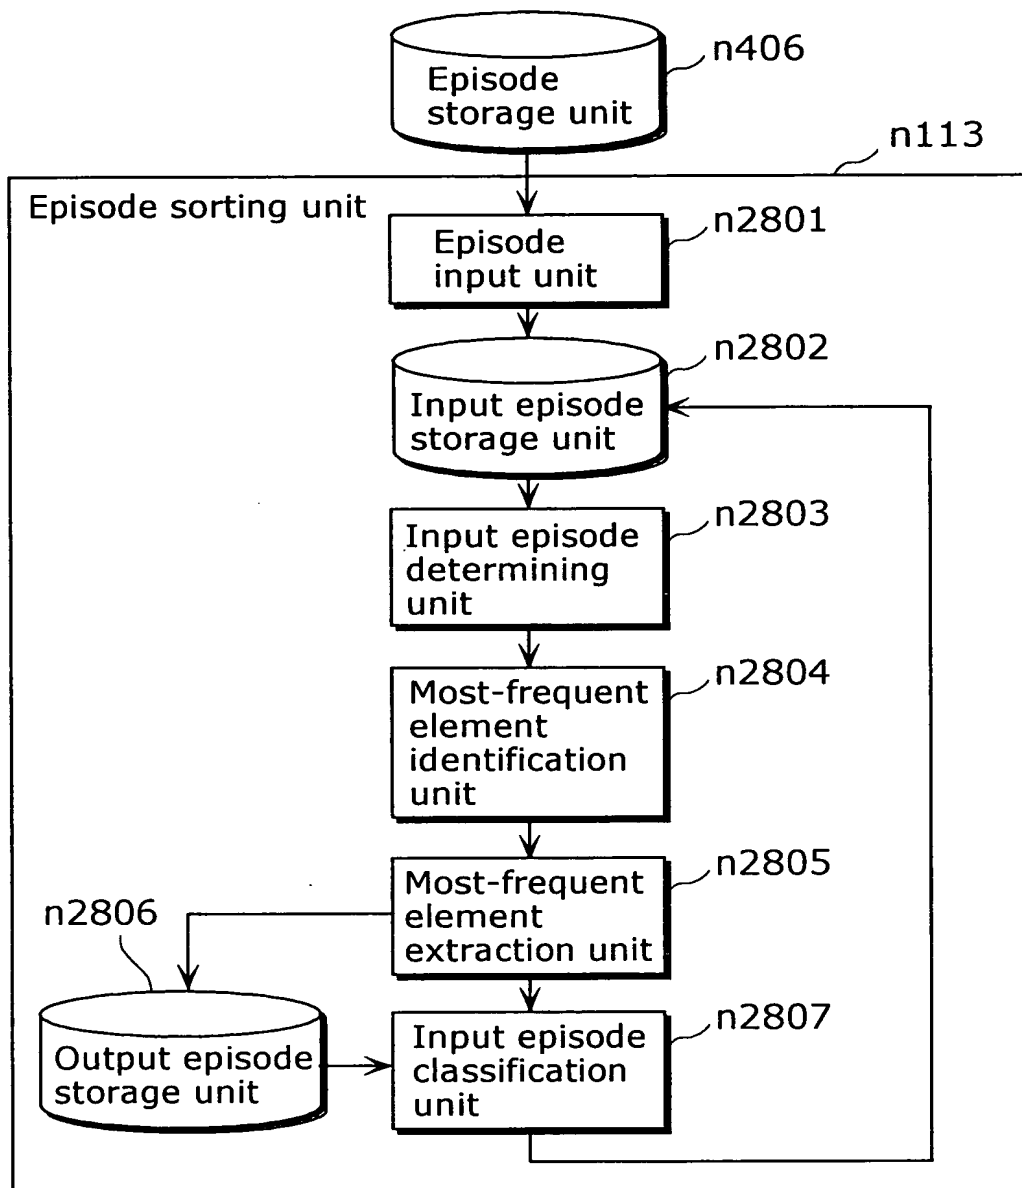 Episode
storage unit
n406
n113
Episode sorting unit
n2801
Episode
input unit
n2802
Input episode
storage unit
n2803
Input episode
determining
unit
n2804
Most-frequent
element
identification
unit
n2805
Most-frequent
element
extraction unit
n2806
Output episode
storage unit
n2807
Input episode
classification
unit